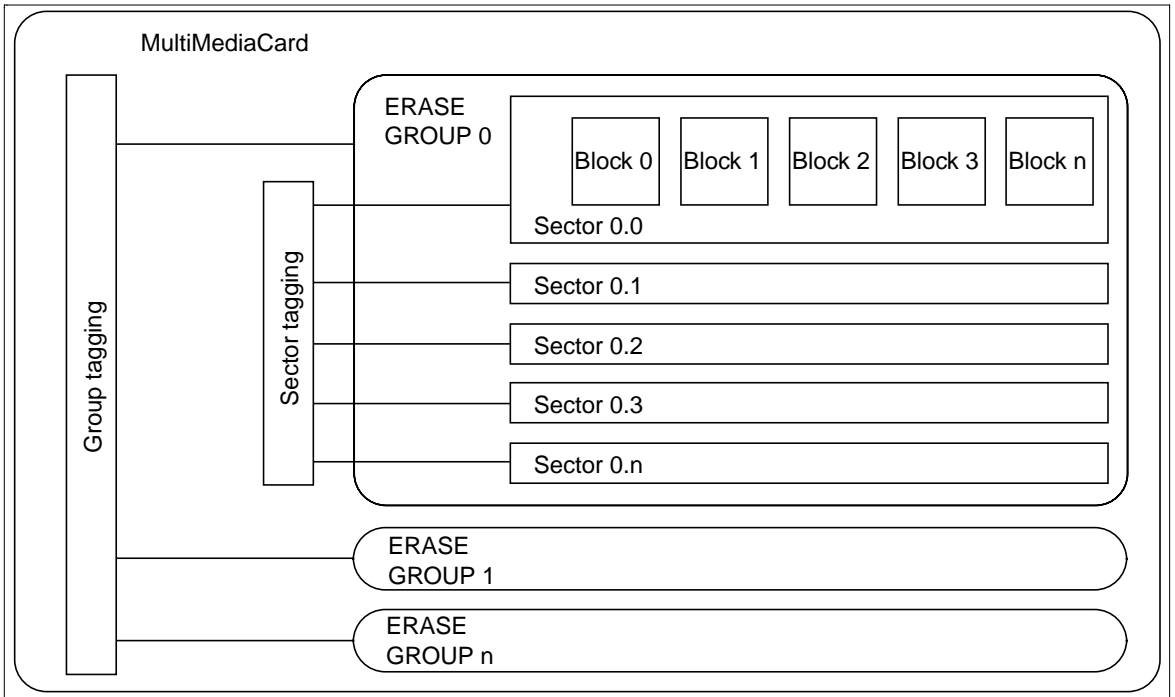 MultiMediaCard
ERASE
GROUP 0
Block 0
Block 1
Block 2
Block 3
Block n
Sector 0.0
Sector 0.1
Sector 0.2
Sector 0.3
Sector 0.n
Sector tagging
Group tagging
ERASE
GROUP 1
ERASE
GROUP n